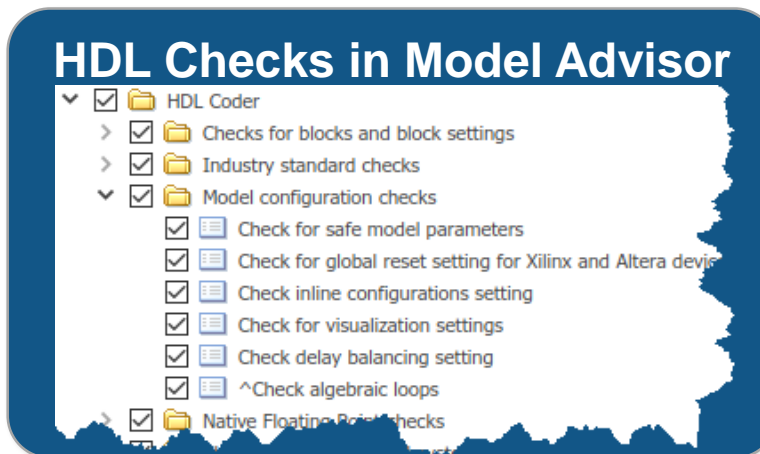 HDL Checks in Model Advisor
HDL Coder
Checks for blocks and block settings
Industry standard checks
Model configuration checks
Check for safe model parameters
Check for global reset setting for Xilinx and Altera
Check inline configurations setting
Check for visualization settings
Check delay balancing setting
^Check algebraic loops
Native Floating Point checks